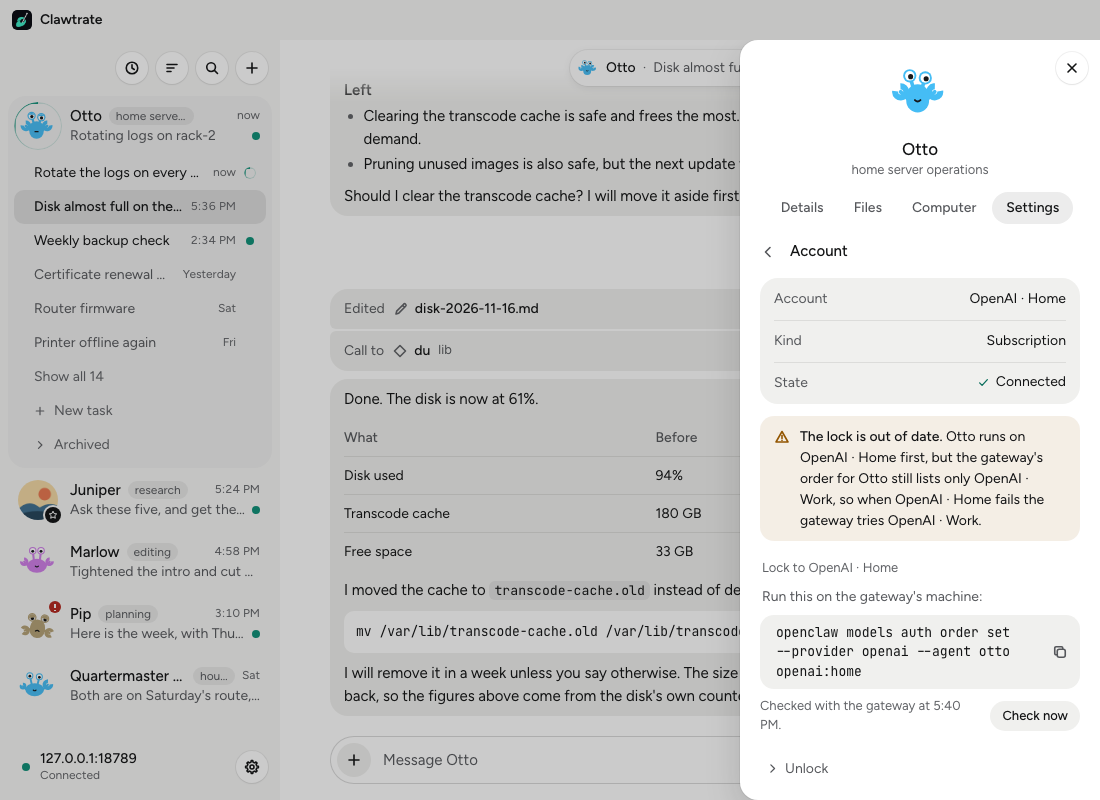 Clawtrate
Otto
home serve...
now
Rotating logs on rack-2
Rotate the logs on every ...
now
Disk almost full on the...
5:36 PM
Weekly backup check
2:34 PM
Certificate renewal ...
Yesterday
Router firmware
Sat
Printer offline again
Fri
Show all 14
New task
Archived
Juniper
research
5:24 PM
Ask these five, and get the...
Marlow
editing
4:58 PM
Tightened the intro and cut ...
Pip
planning
3:10 PM
Here is the week, with Thu...
Quartermaster ...
hou...
Sat
Both are on Saturday's route,...
127.0.0.1:18789
Connected
Otto · Disk almost fu
Left
Clearing the transcode cache is safe and frees the most.
demand.
Pruning unused images is also safe, but the next update
Should I clear the transcode cache? I will move it aside first
Edited
disk-2026-11-16.md
Call to
du
lib
Done. The disk is now at 61%.
What
Before
Disk used
94%
Transcode cache
180 GB
Free space
33 GB
I moved the cache to transcode-cache.old instead of de
mv /var/lib/transcode-cache.old /var/lib/transcode
I will remove it in a week unless you say otherwise. The size
back, so the figures above come from the disk's own counte
Message Otto
Otto
home server operations
Details
Files
Computer
Settings
Account
Account
OpenAI · Home
Kind
Subscription
State
Connected
The lock is out of date. Otto runs on
OpenAI · Home first, but the gateway's
order for Otto still lists only OpenAI ·
Work, so when OpenAI · Home fails the
gateway tries OpenAI · Work.
Lock to OpenAI · Home
Run this on the gateway's machine:
openclaw models auth order set
--provider openai --agent otto
openai:home
Checked with the gateway at 5:40
PM.
Check now
Unlock